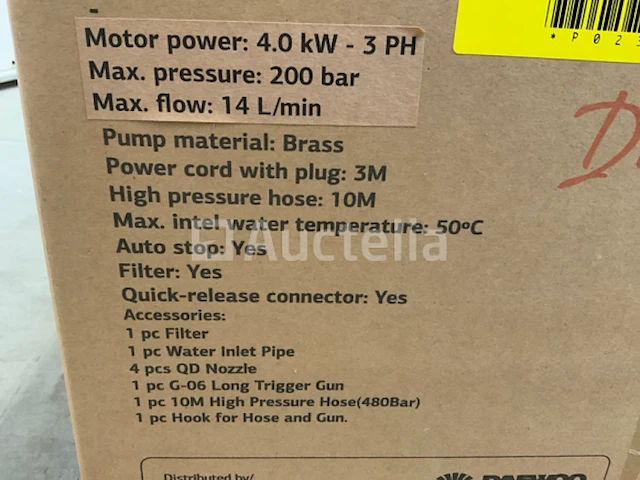 *P02
Motor power: 4.0 kW - 3 PH
Max. pressure: 200 bar
Max. flow: 14 L/min
Pump material: Brass
Power cord with plug: 3M
High pressure hose: 10M
Max. intel water temperature: 50ºC
Auctelia
Auto stop: Yes
Filter: Yes
Quick-release connector: Yes
Accessories:
1 pc Filter
1 pc Water Inlet Pipe
4 pcs QD Nozzle
1 pc G-06 Long Trigger Gun
1 pc 10M High Pressure Hose(480Bar)
1 pc Hook for Hose and Gun.
Distributed by/
DAEWOO